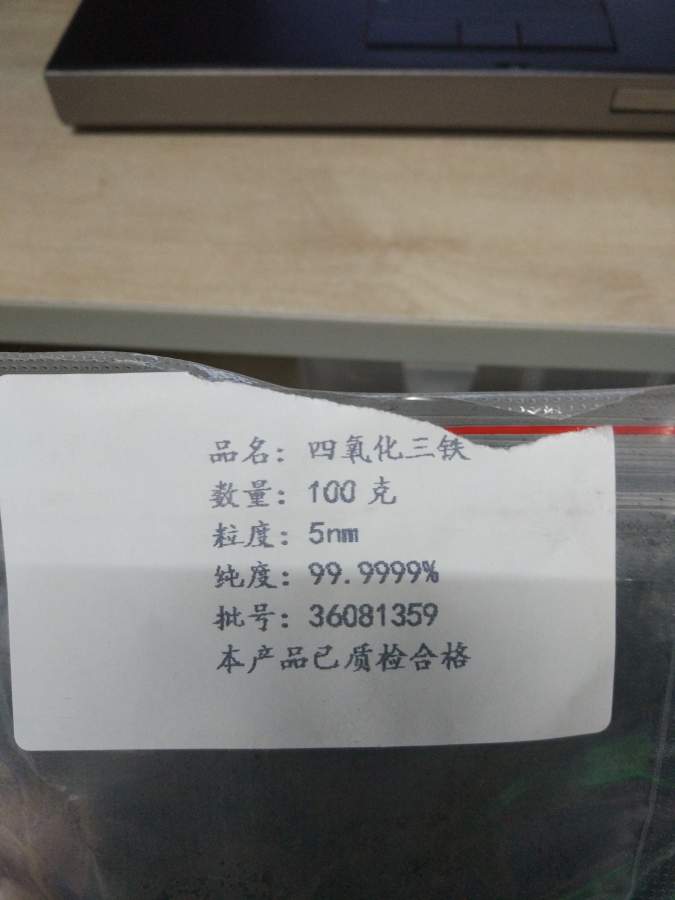 品名：四氧化三铁
数量：100 克
粒度：5nm
纯度：99.9999%
批号：36081359
本产品已质检合格